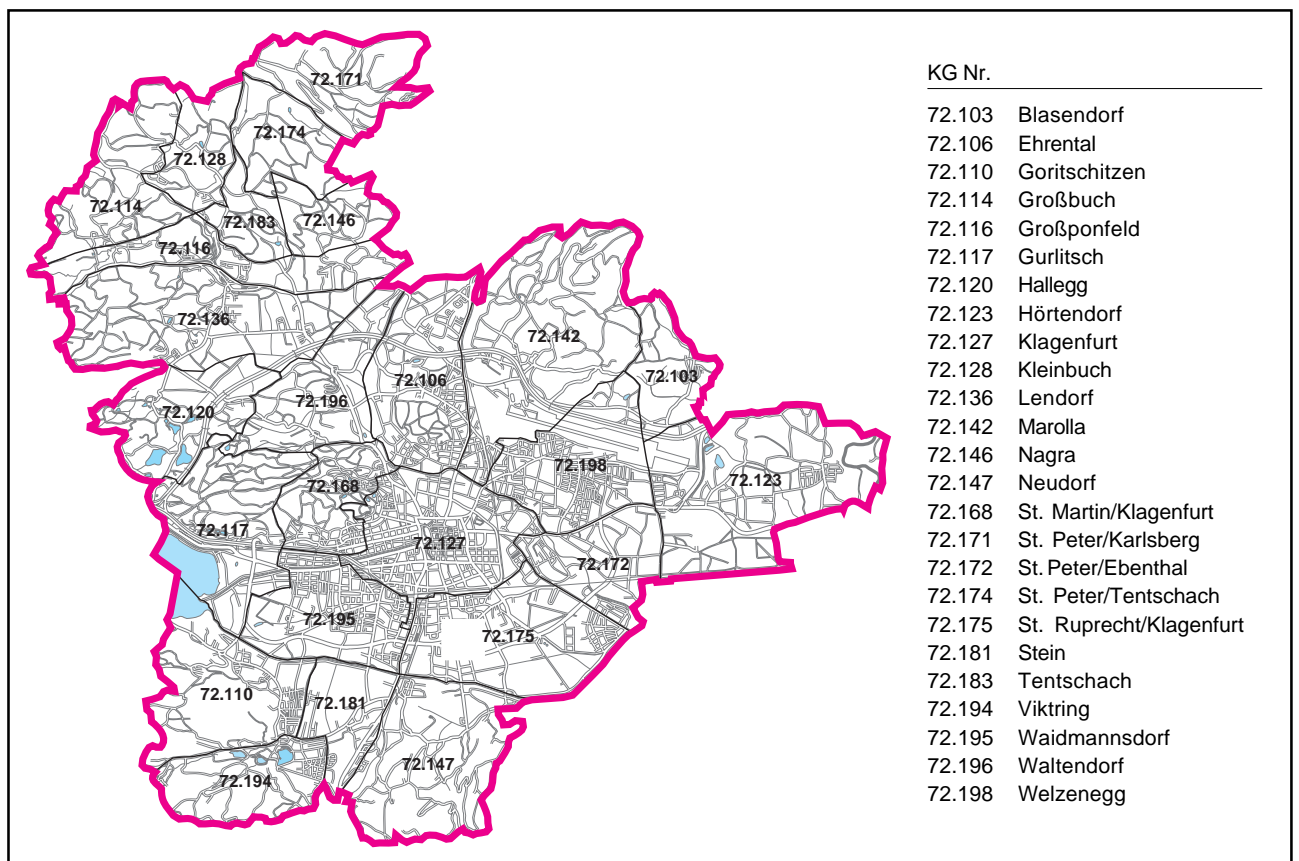 72.171
72.174
72.128
72.114
72.183
72.146
72.116
72.136
72.142
72.106
72.103
72.196
72.120
72.198
72.123
72.168
72.117
72.127
72.172
72.195
72.175
72.110
72.181
72.147
72.194
KG Nr.
72.103 Blasendorf
72.106 Ehrental
72.110 Goritschitzen
72.114 Großbuch
72.116 Großponfeld
72.117 Gurlitsch
72.120 Hallegg
72.123 Hörtendorf
72.127 Klagenfurt
72.128 Kleinbuch
72.136 Lendorf
72.142 Marolla
72.146 Nagra
72.147 Neudorf
72.168 St. Martin/Klagenfurt
72.171 St. Peter/Karlsberg
72.172 St. Peter/Ebenthal
72.174 St. Peter/Tentschach
72.175 St. Ruprecht/Klagenfurt
72.181 Stein
72.183 Tentschach
72.194 Viktring
72.195 Waidmannsdorf
72.196 Waltendorf
72.198 Welzenegg